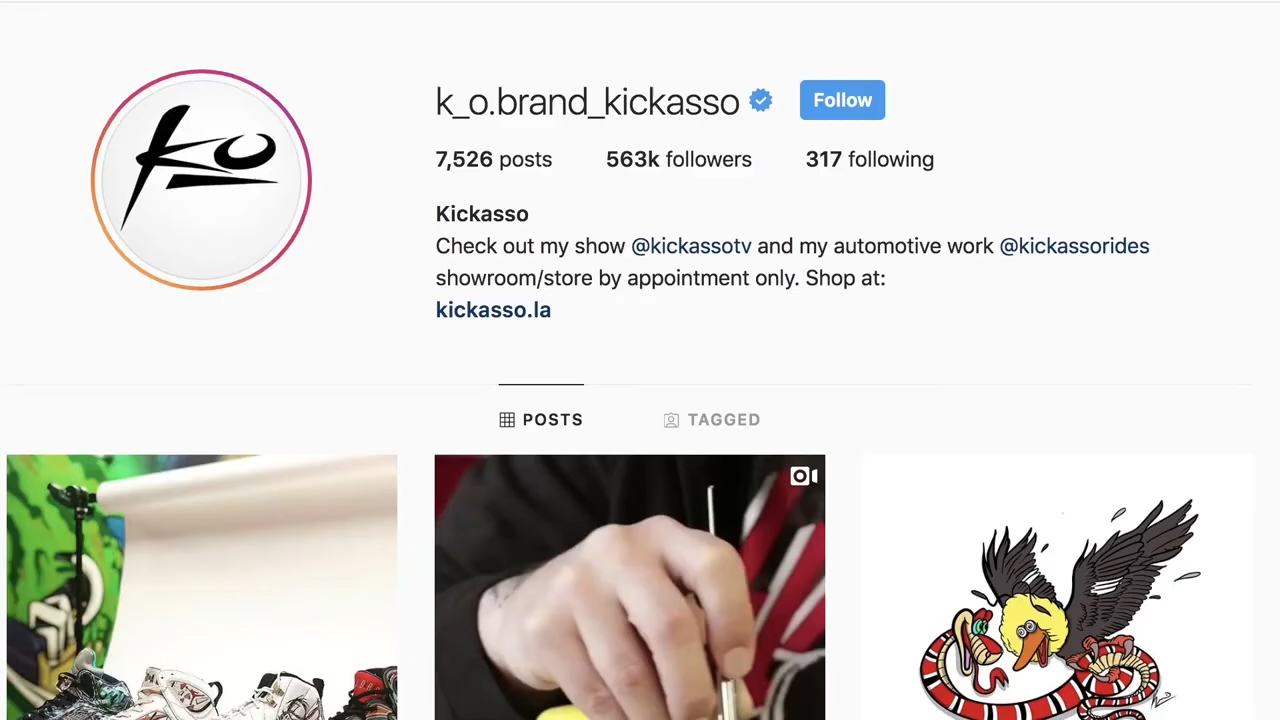 KO
k_o.brand_kickasso
Follow
7,526 posts
563k followers
317 following
Kickasso
Check out my show @kickassotv and my automotive work @kickassorides
showroom/store by appointment only. Shop at:
kickasso.la
POSTS
TAGGED